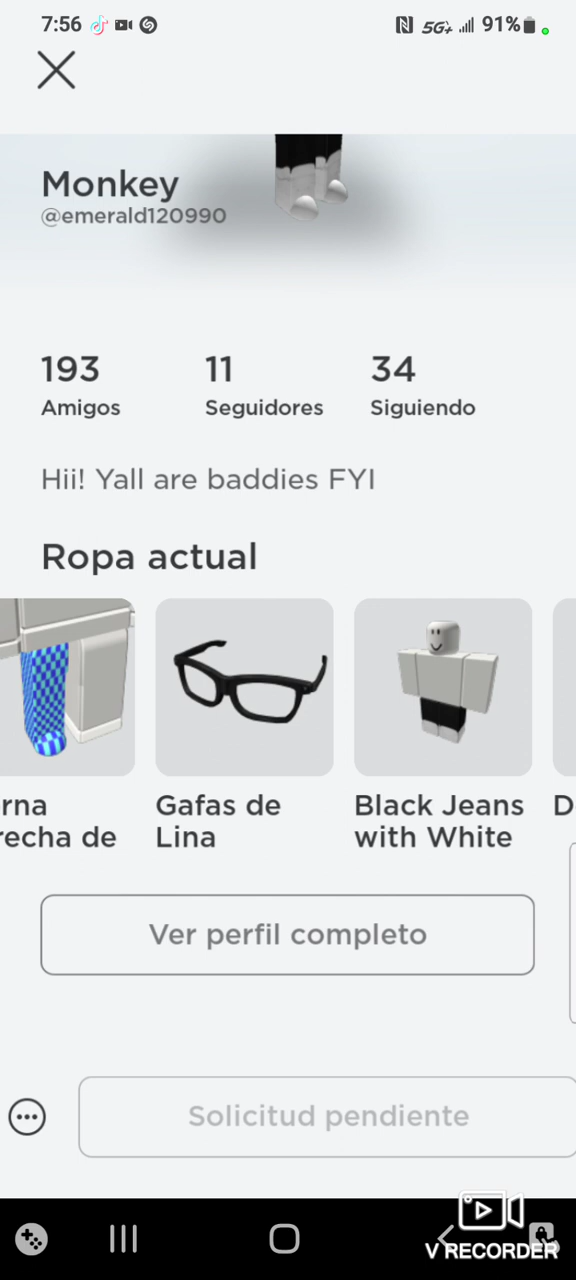 7:56 5G+ 91%
Monkey
@emerald120990
193 11 34
Amigos Seguidores Siguiendo
Hii! Yall are baddies FYI
Ropa actual
rna Gafas de Black Jeans D
recha de Lina with White
Ver perfil completo
Solicitud pendiente
V RECORDER